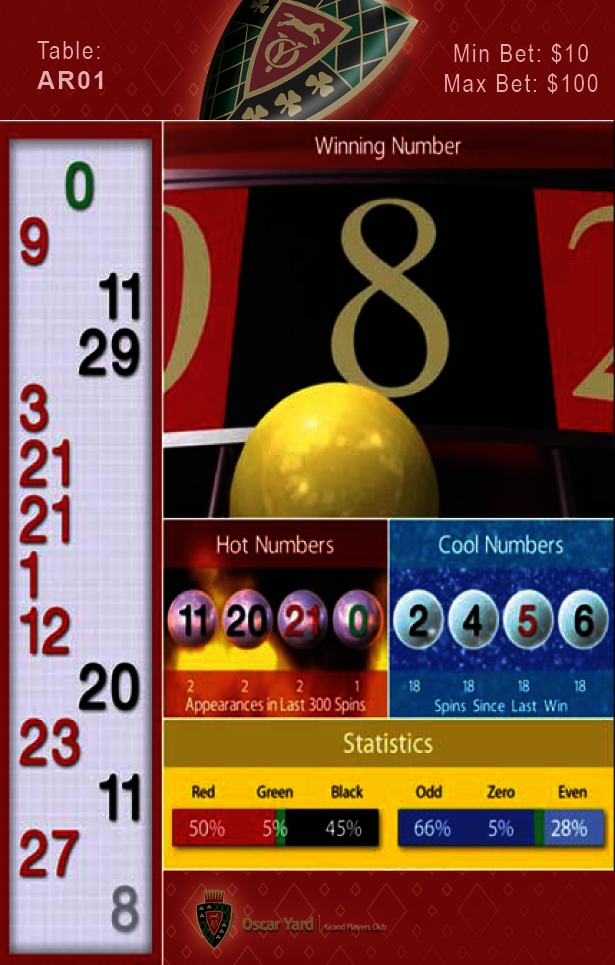 Table:
AR01
Min Bet: $10
Max Bet: $100
0
9
11
29
3
21
21
1
12
20
23
11
27
8
Winning Number
8
Hot Numbers
11 20 21 0
2 2 2 1
Appearances in Last 300 Spins
Cool Numbers
2 4 5 6
18 18 18 18
Spins Since Last Win
Statistics
Red Green Black
50% 5% 45%
Odd Zero Even
66% 5% 28%
Oscar Yard Grand Players Club